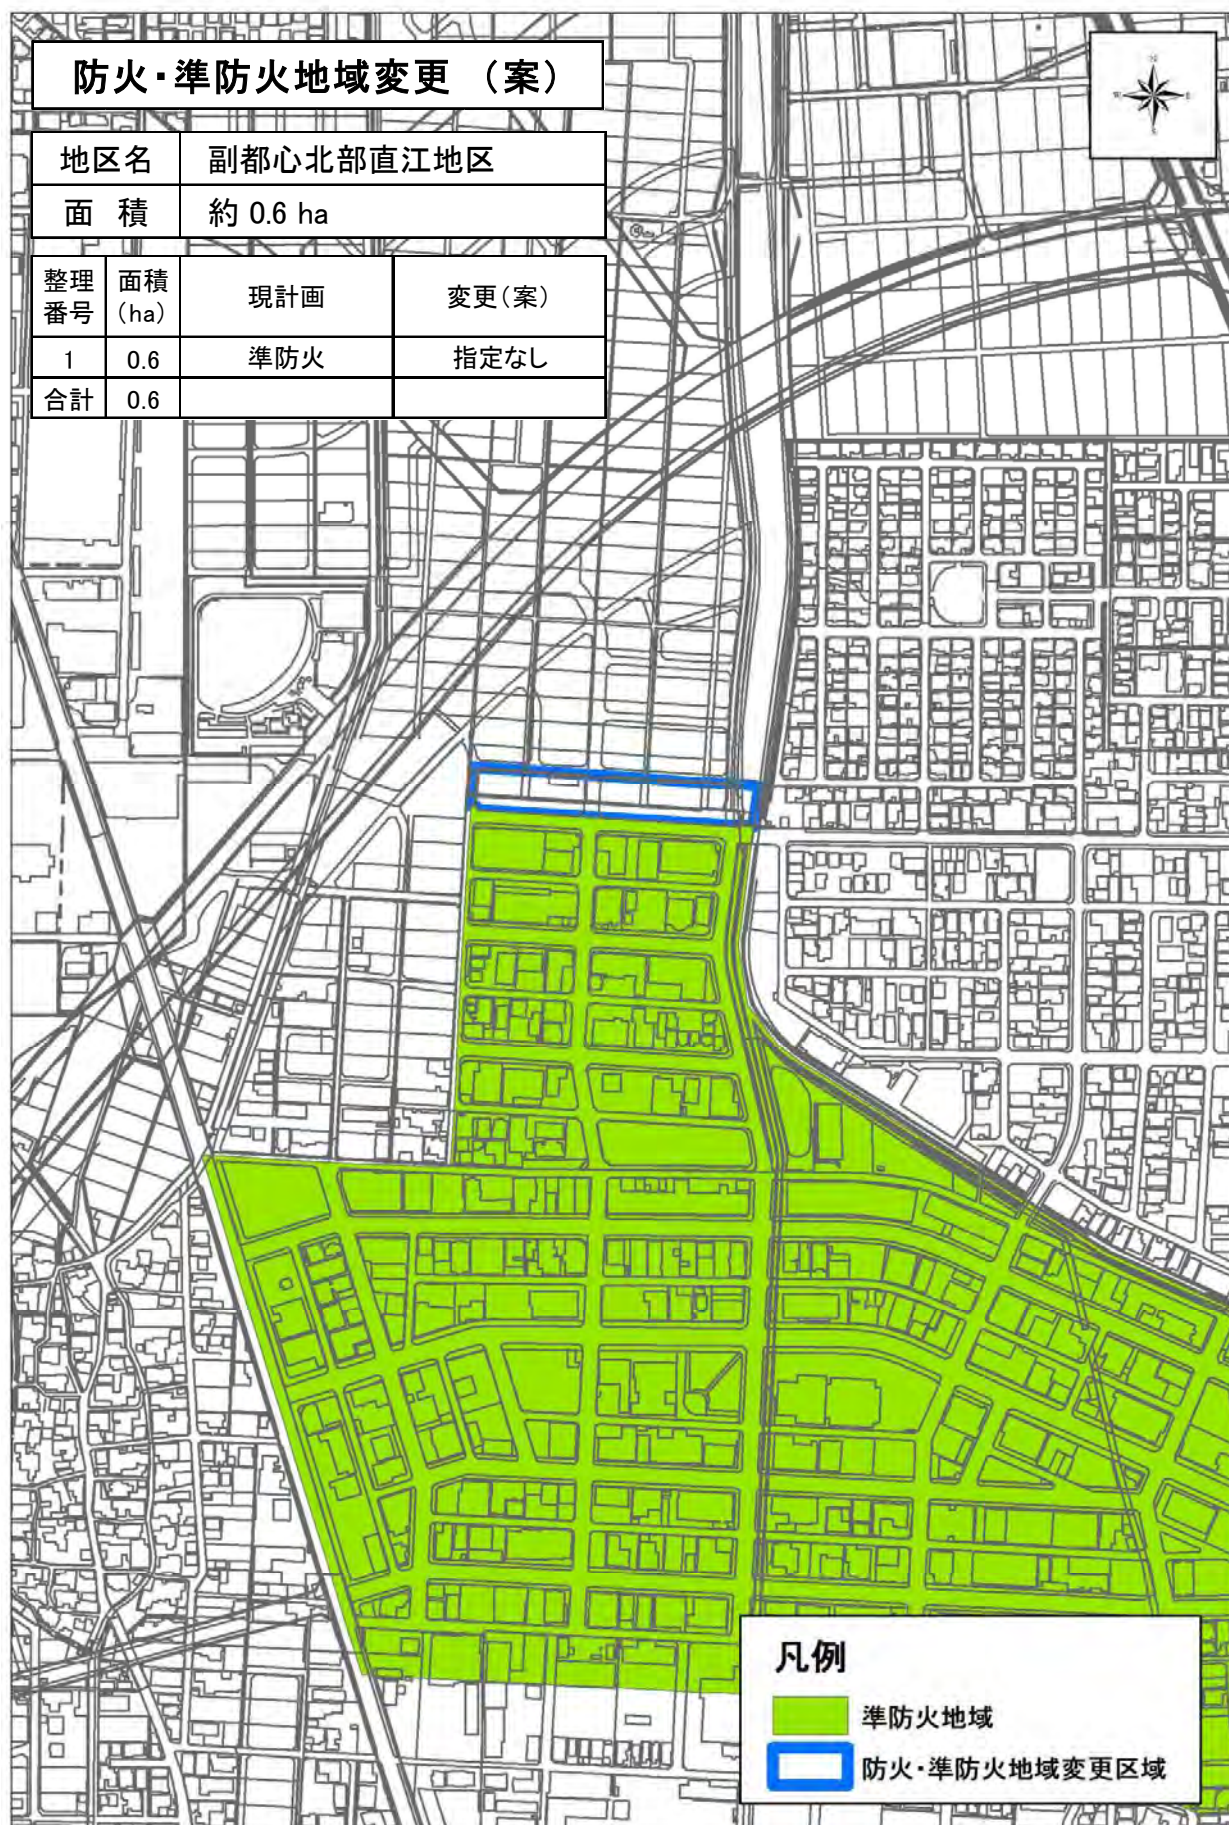 防火・準防火地域変更 （案）
地区名 副都心北部直江地区
面 積 約 0.6 ha
整理番号 面積（ha） 現計画 変更（案）
1 0.6 準防火 指定なし
合計 0.6
凡例
準防火地域
防火・準防火地域変更区域